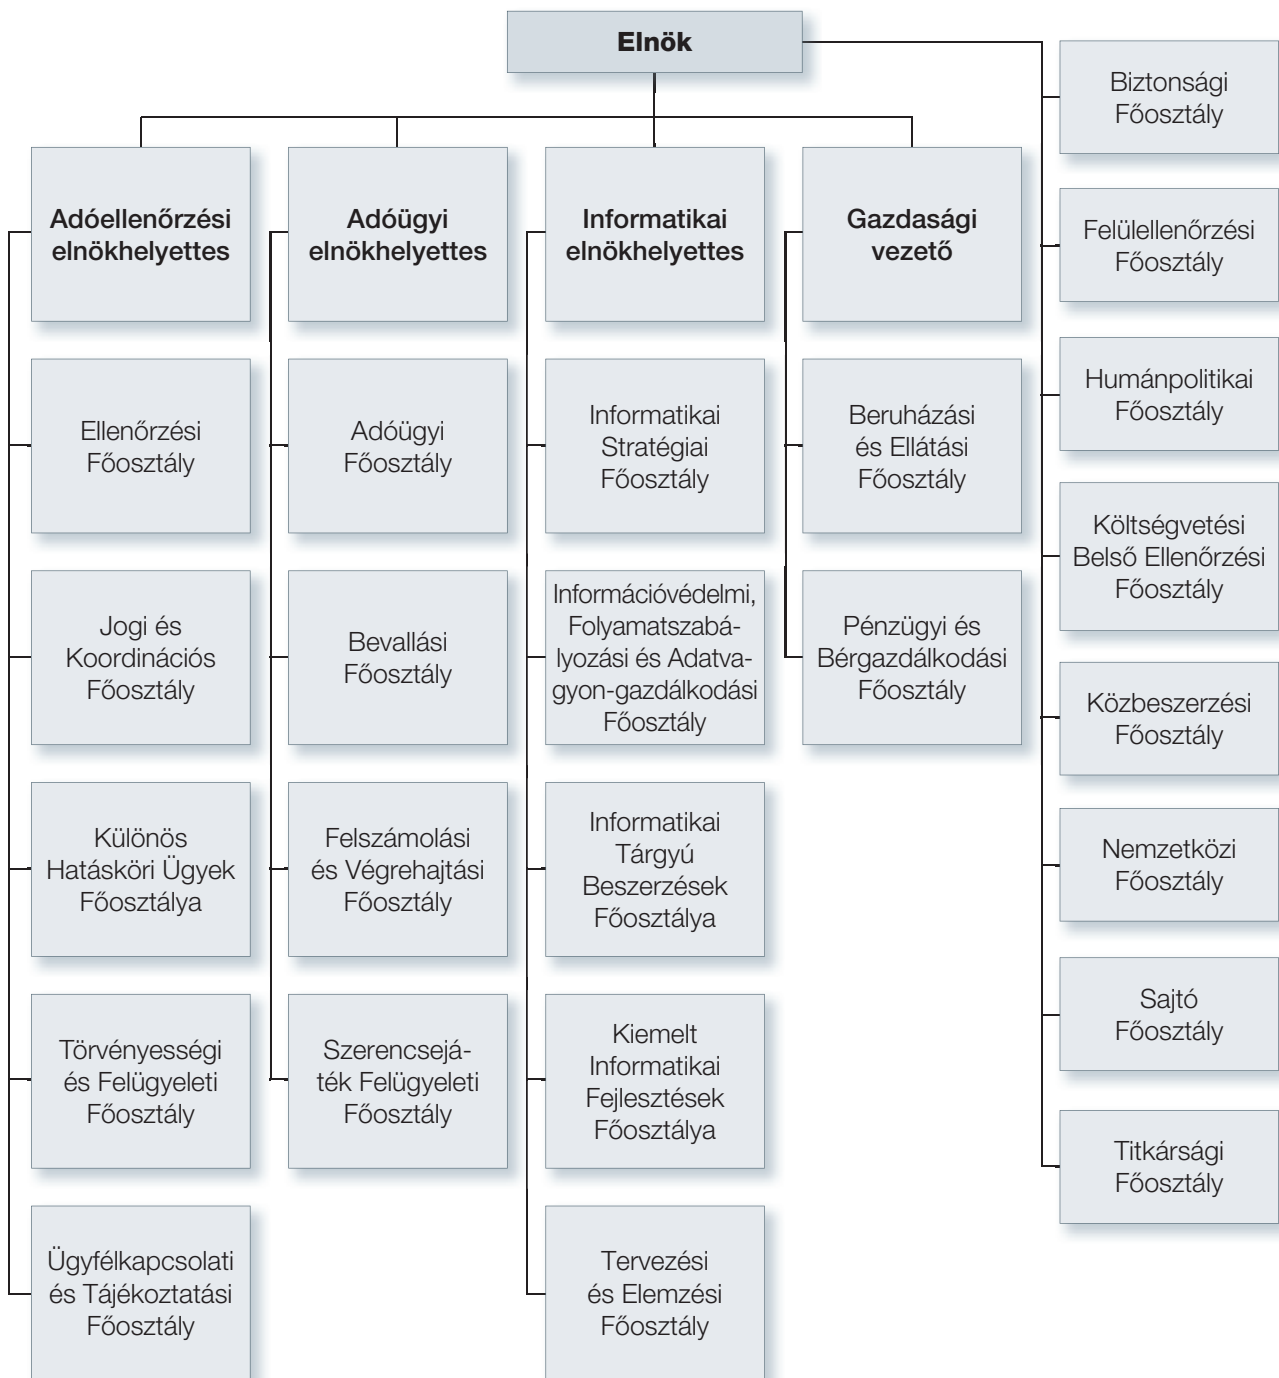 Elnök
Adóellenőrzési
elnökhelyettes
Ellenőrzési
Főosztály
Jogi és
Koordinációs
Főosztály
Különös
Hatásköri Ügyek
Főosztálya
Törvényességi
és Felügyeleti
Főosztály
Ügyfélkapcsolati
és Tájékoztatási
Főosztály
Adóügyi
elnökhelyettes
Adóügyi
Főosztály
Bevallási
Főosztály
Felszámolási
és Végrehajtási
Főosztály
Szerencsejá-
ték Felügyeleti
Főosztály
Informatikai
elnökhelyettes
Informatikai
Stratégiai
Főosztály
Információvédelmi,
Folyamatszabá-
lyozási és Adatva-
gyon-gazdálkodási
Főosztály
Informatikai
Tárgyú
Beszerzések
Főosztálya
Kiemelt
Informatikai
Fejlesztések
Főosztálya
Tervezési
és Elemzési
Főosztály
Gazdasági
vezető
Beruházási
és Ellátási
Főosztály
Pénzügyi és
Bérgazdálkodási
Főosztály
Biztonsági
Főosztály
Felülellenőrzési
Főosztály
Humánpolitikai
Főosztály
Költségvetési
Belső Ellenőrzési
Főosztály
Közbeszerzési
Főosztály
Nemzetközi
Főosztály
Sajtó
Főosztály
Titkársági
Főosztály